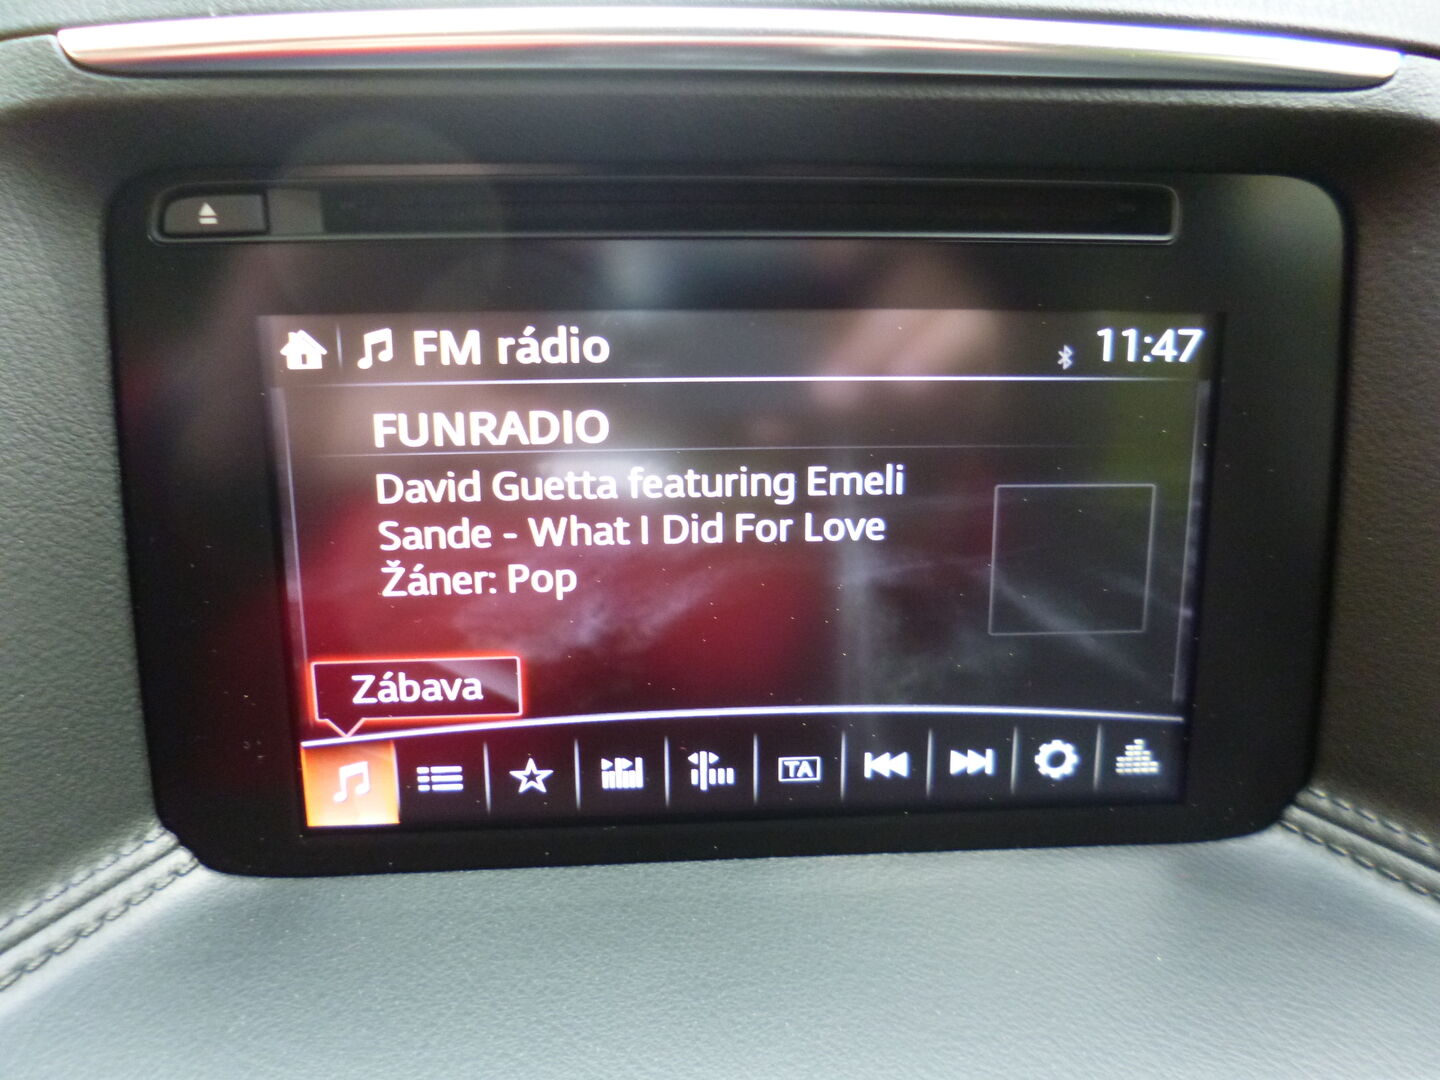 FM rádio
11:47
FUNRADIO
David Guetta featuring Emeli
Sande - What I Did For Love
Žáner: Pop
Zábava
TA